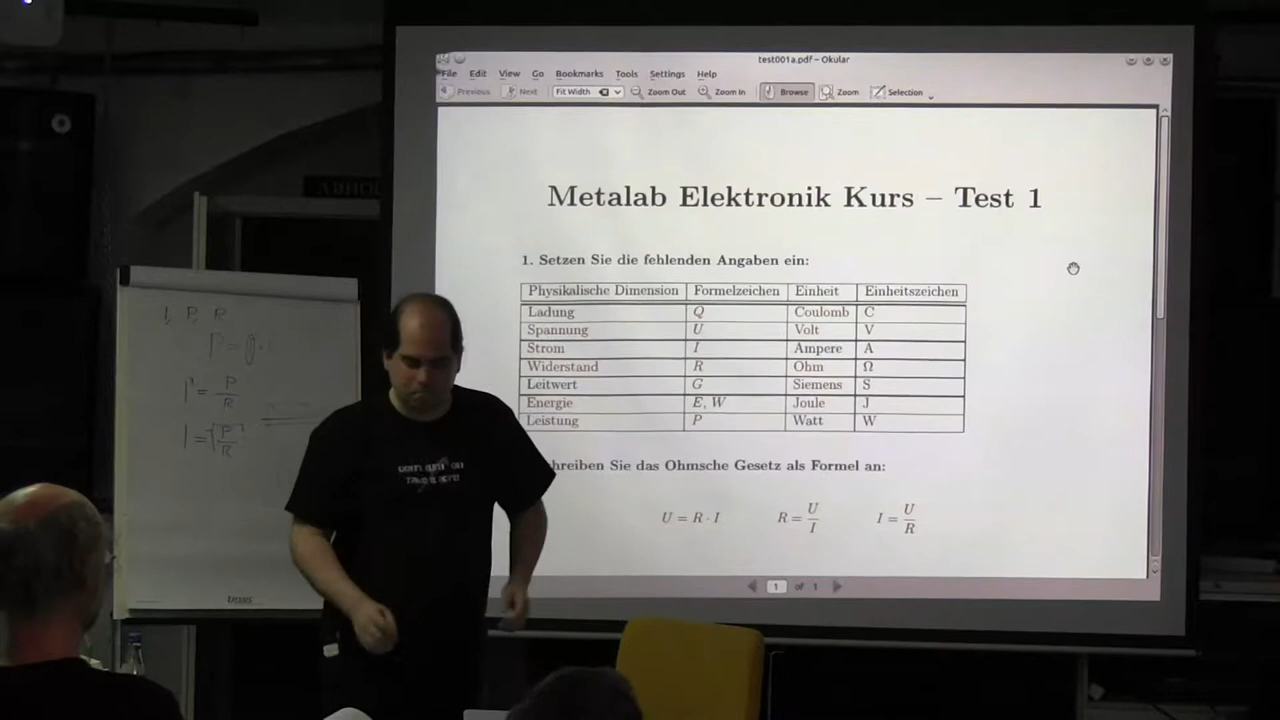 test001a.pdf – Okular
File Edit View Go Bookmarks Tools Settings Help
Previous Next Fit Width Zoom Out Zoom In Browse Zoom Selection
Metalab Elektronik Kurs – Test 1
1. Setzen Sie die fehlenden Angaben ein:
Physikalische Dimension Formelzeichen Einheit Einheitszeichen
Ladung Q Coulomb C
Spannung U Volt V
Strom I Ampere A
Widerstand R Ohm Ω
Leitwert G Siemens S
Energie E, W Joule J
Leistung P Watt W
hreiben Sie das Ohmsche Gesetz als Formel an:
U = R · I R = U/I I = U/R
1 of 1
I, P, R
I² = P/R
I = √P/R